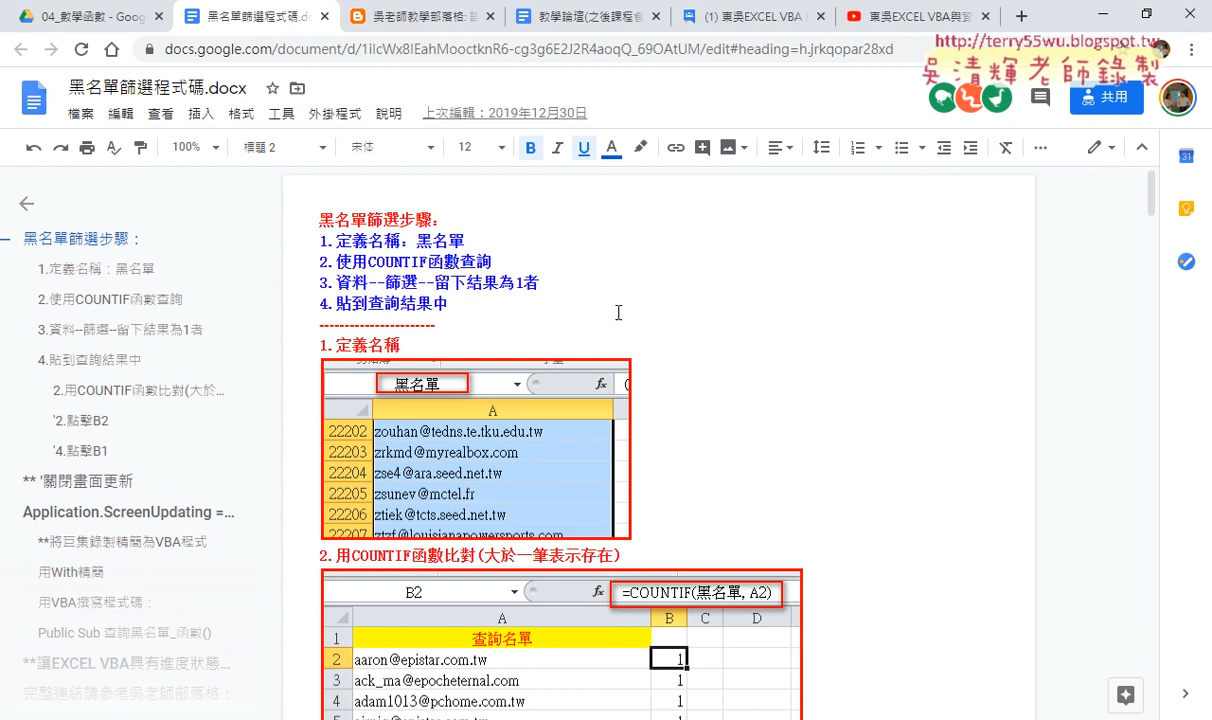 04_數學函數 - Goog
黑名單篩選程式碼.d
吳老師教學部落格: 
教學論壇(之後課程會
(1) 東吳EXCEL VBA
東吳EXCEL VBA與資
http://terry55wu.blogspot.tw
吳清輝老師錄製
黑名單篩選程式碼.docx
檔案 編輯 查看 插入 格式 工具 外掛程式 說明 上次編輯：2019年12月30日
共用
100% 標題 2 宋体 12 B I U A
黑名單篩選步驟：
1.定義名稱：黑名單
2.使用COUNTIF函數查詢
3.資料--篩選--留下結果為1者
4.貼到查詢結果中
2.用COUNTIF函數比對(大於...
'2.點擊B2
'4.點擊B1
** '關閉畫面更新
Application.ScreenUpdating =...
**將巨集錄製精簡為VBA程式
用With精簡
用VBA撰寫程式碼：
Public Sub 查詢黑名單_函數()
**讓EXCEL VBA具有進度狀態...
完整連結請參考吳老師部落格：
黑名單篩選步驟：
1.定義名稱：黑名單
2.使用COUNTIF函數查詢
3.資料--篩選--留下結果為1者
4.貼到查詢結果中
-----------------------
1.定義名稱
黑名單 fx
A
22202 zouhan@tedns.te.tku.edu.tw
22203 zrkmd@myrealbox.com
22204 zse4@ara.seed.net.tw
22205 zsunev@mctel.fr
22206 ztiek@tcts.seed.net.tw
22207 ztzf@louisianapowersports.com
2.用COUNTIF函數比對(大於一筆表示存在)
B2 fx =COUNTIF(黑名單, A2)
A B C D
1 查詢名單
2 aaron@epistar.com.tw 1
3 ack_ma@epocheternal.com 1
4 adam1013@pchome.com.tw 1